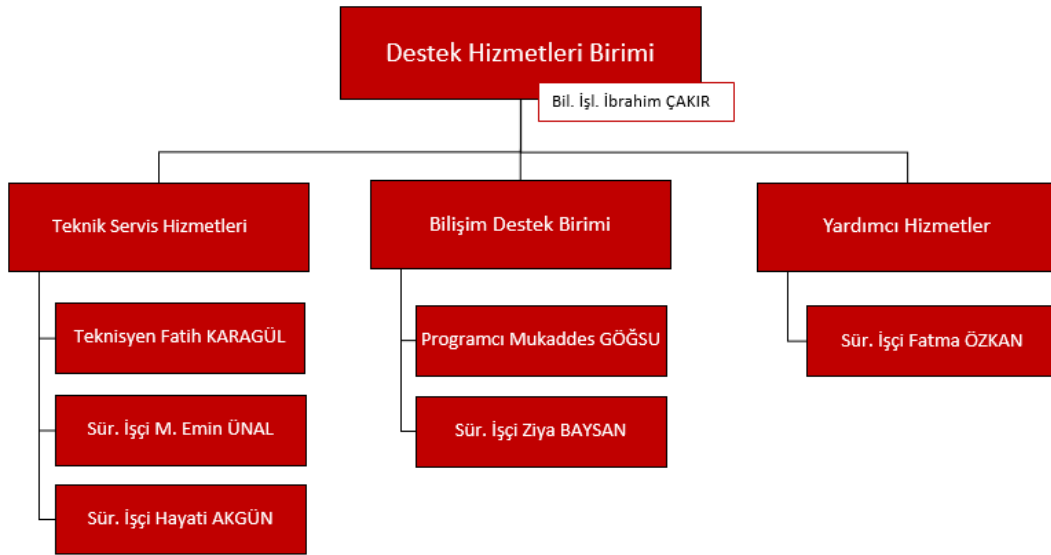 Destek Hizmetleri Birimi
Bil. İşl. İbrahim ÇAKIR
Teknik Servis Hizmetleri
Bilişim Destek Birimi
Yardımcı Hizmetler
Teknisyen Fatih KARAGÜL
Programcı Mukaddes GÖĞSU
Sür. İşçi Fatma ÖZKAN
Sür. İşçi M. Emin ÜNAL
Sür. İşçi Ziya BAYSAN
Sür. İşçi Hayati AKGÜN